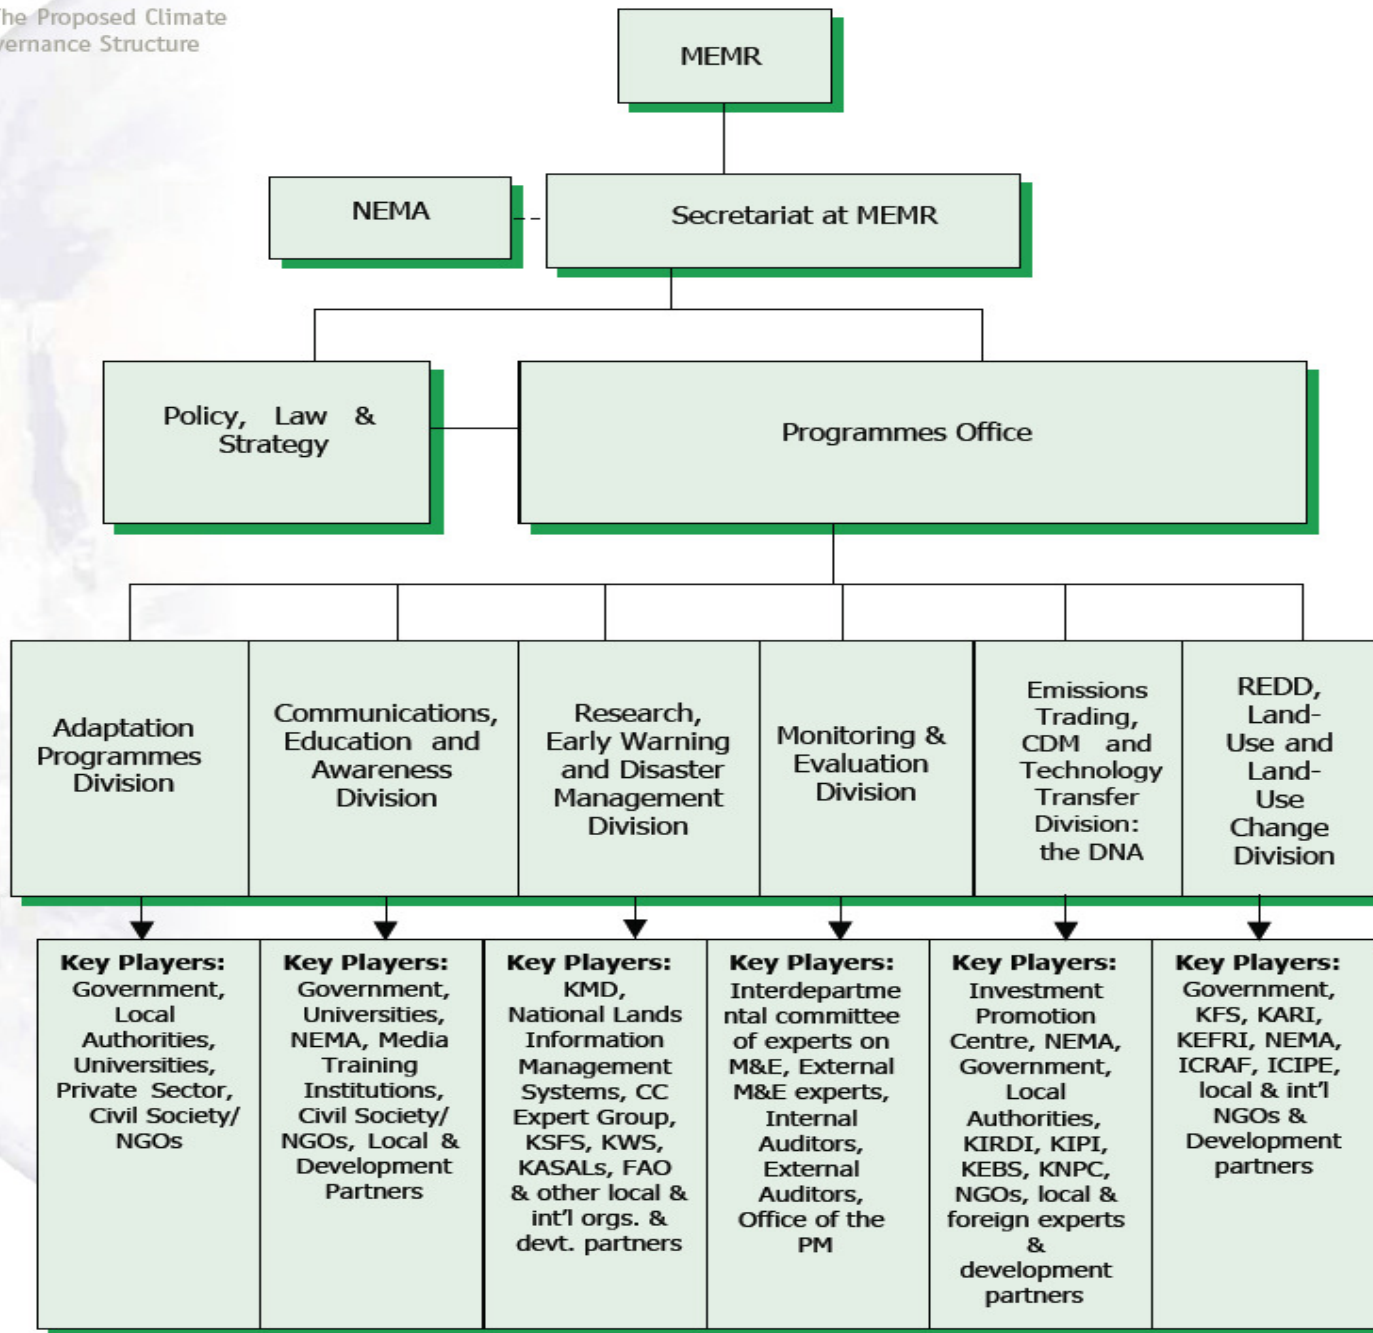 The Proposed Climate
vernance Structure
MEMR
NEMA
Secretariat at MEMR
Policy, Law &
Strategy
Programmes Office
Adaptation
Programmes
Division
Communications,
Education and
Awareness
Division
Research,
Early Warning
and Disaster
Management
Division
Monitoring &
Evaluation
Division
Emissions
Trading,
CDM and
Technology
Transfer
Division:
the DNA
REDD,
Land-
Use and
Land-
Use
Change
Division
Key Players:
Government,
Local
Authorities,
Universities,
Private Sector,
Civil Society/
NGOs
Key Players:
Government,
Universities,
NEMA, Media
Training
Institutions,
Civil Society/
NGOs, Local &
Development
Partners
Key Players:
KMD,
National Lands
Information
Management
Systems, CC
Expert Group,
KSFS, KWS,
KASALs, FAO
& other local &
int'l orgs. &
devt. partners
Key Players:
Interdepartme
ntal committee
of experts on
M&E, External
M&E experts,
Internal
Auditors,
External
Auditors,
Office of the
PM
Key Players:
Investment
Promotion
Centre, NEMA,
Government,
Local
Authorities,
KIRDI, KIPI,
KEBS, KNPC,
NGOs, local &
foreign experts
&
development
partners
Key Players:
Government,
KFS, KARI,
KEFRI, NEMA,
ICRAF, ICIPE,
local & int'l
NGOs &
Development
partners